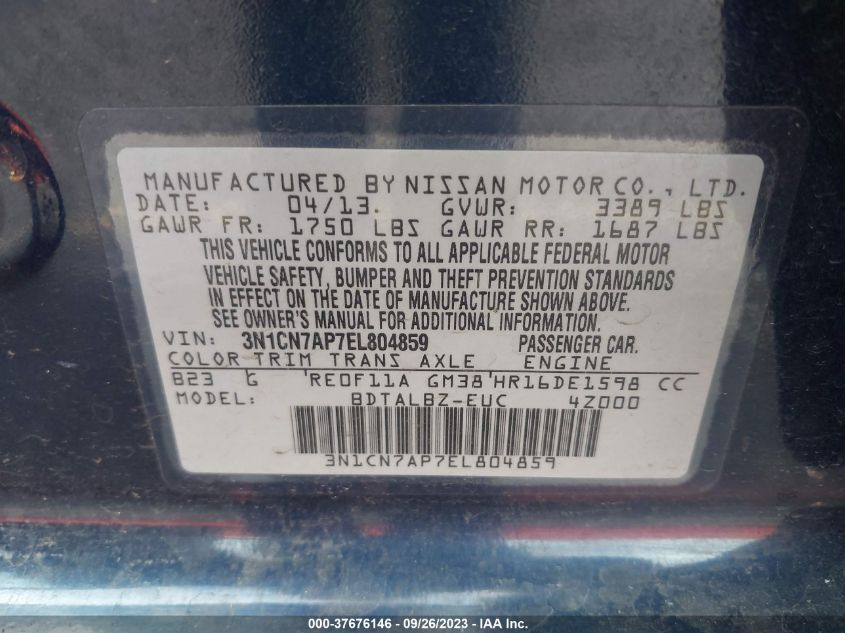 MANUFACTURED BY NISSAN MOTOR CO., LTD.
DATE: 04/13. GVWR: 3389 LBS
GAWR FR: 1750 LBS GAWR RR: 1687 LBS
THIS VEHICLE CONFORMS TO ALL APPLICABLE FEDERAL MOTOR
VEHICLE SAFETY, BUMPER AND THEFT PREVENTION STANDARDS
IN EFFECT ON THE DATE OF MANUFACTURE SHOWN ABOVE.
SEE OWNER'S MANUAL FOR ADDITIONAL INFORMATION.
VIN: 3N1CN7AP7EL804859 PASSENGER CAR.
COLOR TRIM TRANS AXLE ENGINE
B23 G 'RE0F11A GM38'HR16DE1598 CC
MODEL: BDTALBZ-EUC 4Z000
3N1CN7AP7EL804859
000-37676146 - 09/26/2023 - COPART, Inc.